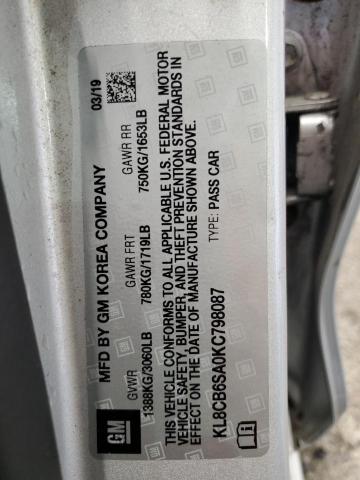 GM
MFD BY GM KOREA COMPANY
03/19
GVWR
GAWR FRT
GAWR RR
1388KG/3060LB
780KG/1719LB
750KG/1653LB
THIS VEHICLE CONFORMS TO ALL APPLICABLE U.S. FEDERAL MOTOR
VEHICLE SAFETY, BUMPER, AND THEFT PREVENTION STANDARDS IN
EFFECT ON THE DATE OF MANUFACTURE SHOWN ABOVE.
KL8CB6SA0KC798087
TYPE: PASS CAR